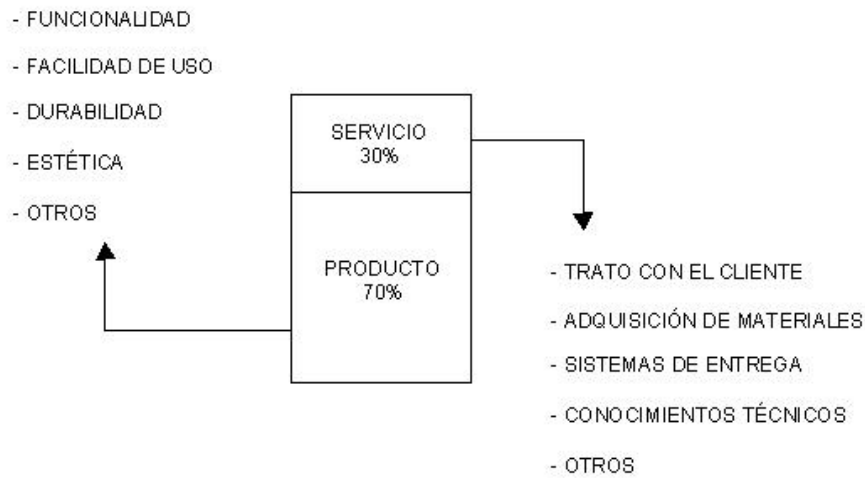 - FUNCIONALIDAD
- FACILIDAD DE USO
- DURABILIDAD
- ESTÉTICA
- OTROS
SERVICIO
30%
PRODUCTO
70%
- TRATO CON EL CLIENTE
- ADQUISICIÓN DE MATERIALES
- SISTEMAS DE ENTREGA
- CONOCIMIENTOS TÉCNICOS
- OTROS